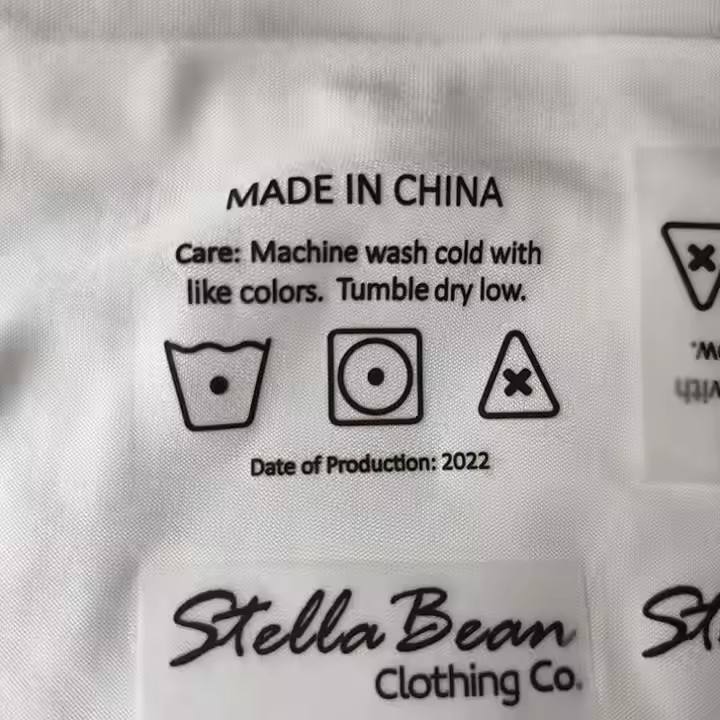 MADE IN CHINA
Care: Machine wash cold with
like colors. Tumble dry low.
Date of Production: 2022
Stella Bean
Clothing Co.